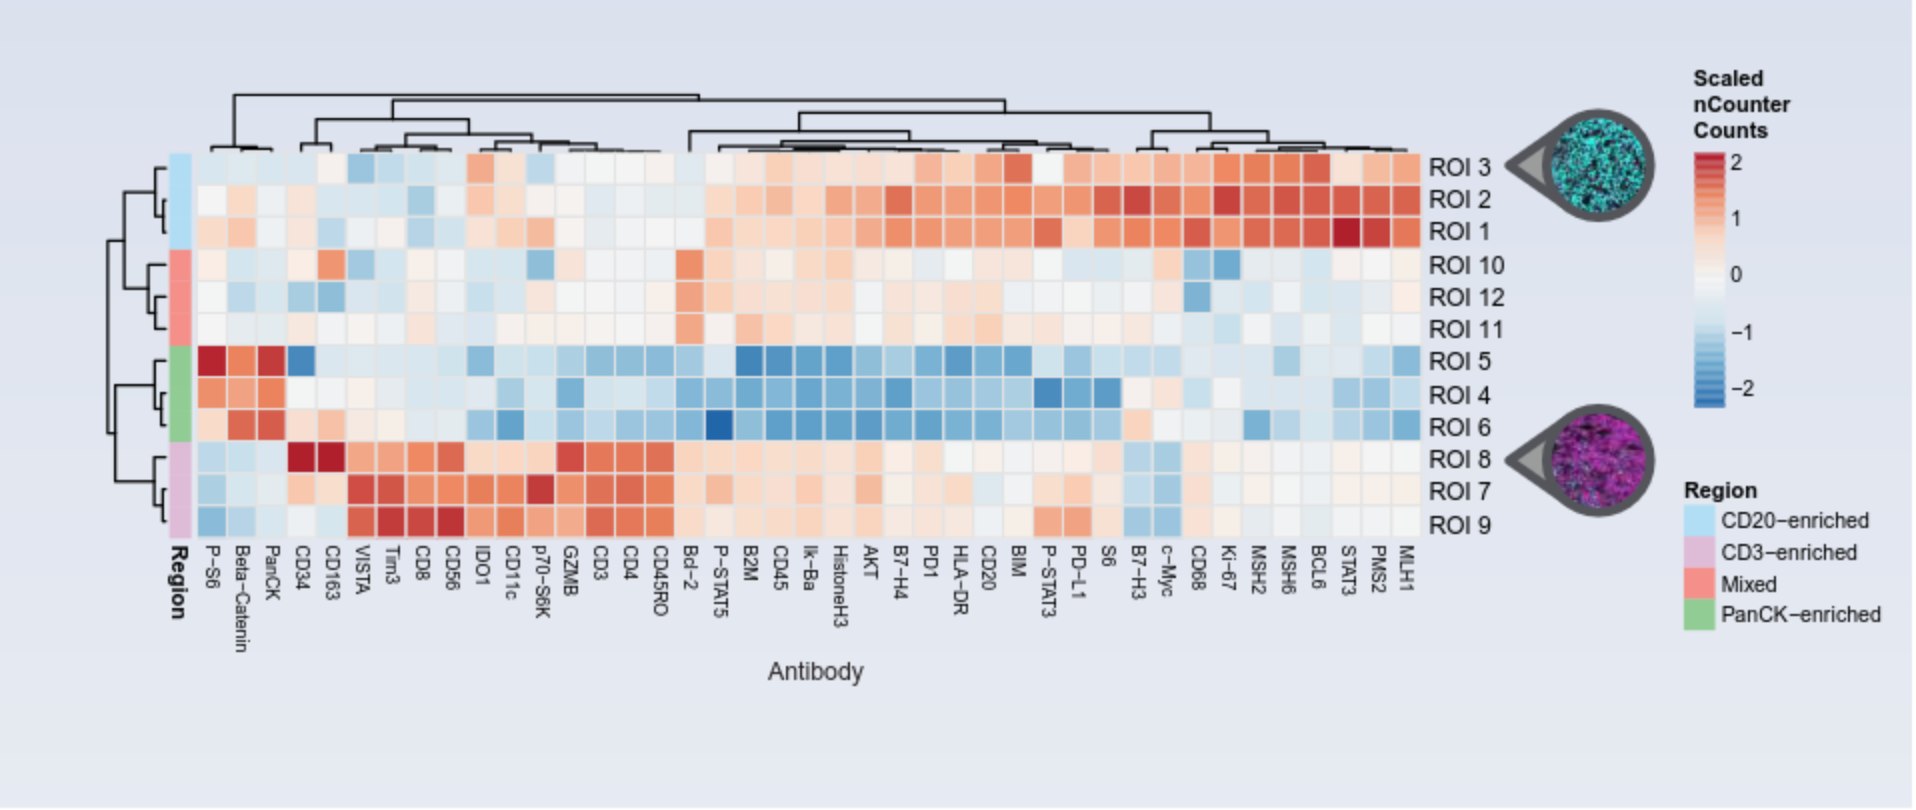 Scaled
nCounter
Counts
2
1
0
−1
−2
ROI 3
ROI 2
ROI 1
ROI 10
ROI 12
ROI 11
ROI 5
ROI 4
ROI 6
ROI 8
ROI 7
ROI 9
Region
P−S6
Beta−Catenin
PanCK
CD34
CD163
VISTA
Tim3
CD8
CD56
IDO1
CD11c
p70−S6K
GZMB
CD3
CD4
CD45RO
Bcl−2
P−STAT5
B2M
CD45
Ik−Ba
HistoneH3
AKT
B7−H4
PD1
HLA−DR
CD20
BIM
P−STAT3
PD−L1
S6
B7−H3
c−Myc
CD68
Ki−67
MSH2
MSH6
BCL6
STAT3
PMS2
MLH1
Antibody
Region
CD20−enriched
CD3−enriched
Mixed
PanCK−enriched